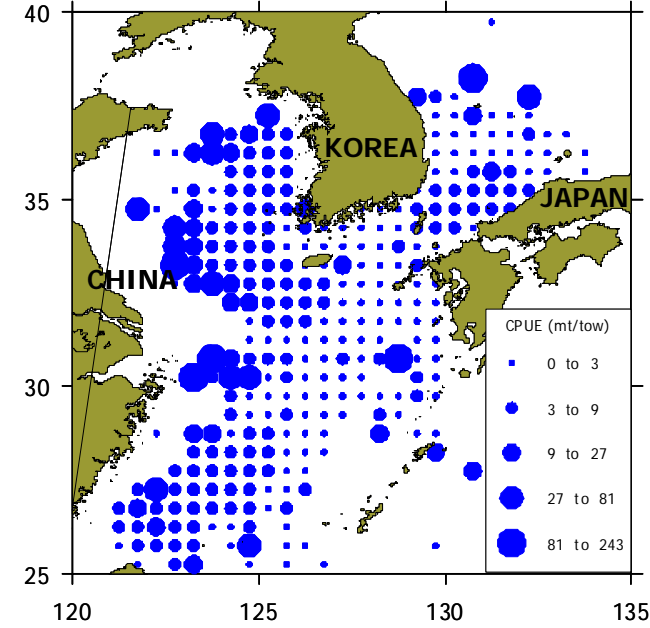 40
KOREA
35
JAPAN
CHINA
CPUE (mt/tow)
0 to 3
30
3 to 9
9 to 27
27 to 81
81 to 243
25
120 125 130 135